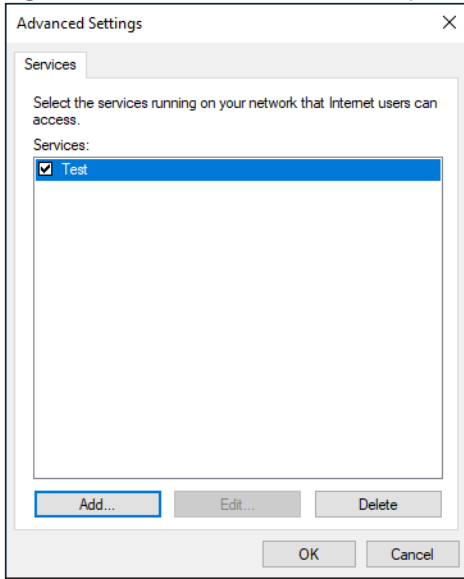 Advanced Settings
Services
Select the services running on your network that Internet users can
access.
Services:
Test
Add...
Edit...
Delete
OK
Cancel